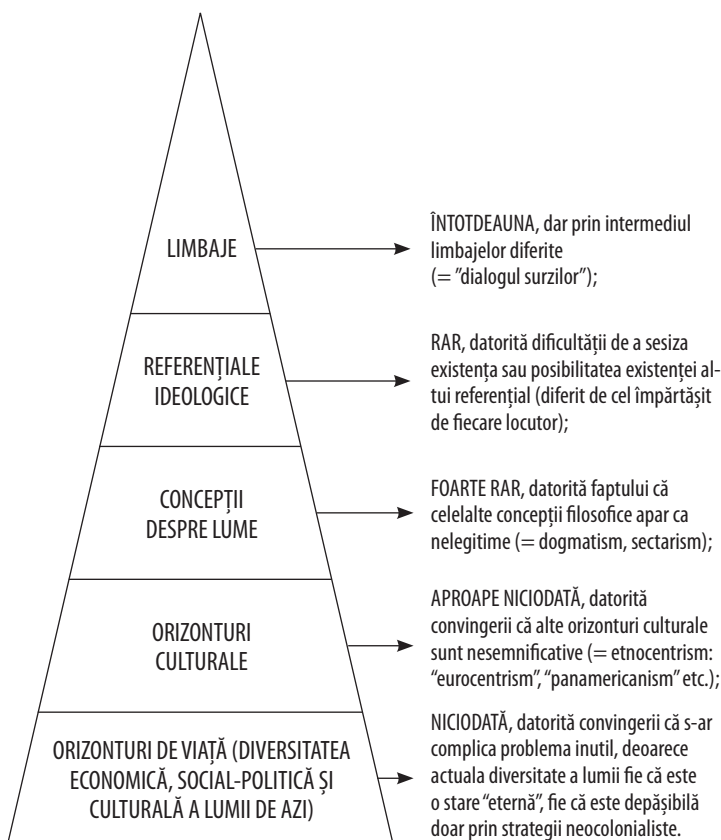 LIMBAJE
ÎNTOTDEAUNA, dar prin intermediul
limbajelor diferite
(= "dialogul surzilor");
REFERENȚIALE
IDEOLOGICE
RAR, datorită dificultății de a sesiza
existența sau posibilitatea existenței al-
tui referențial (diferit de cel împărtășit
de fiecare locutor);
CONCEPȚII
DESPRE LUME
FOARTE RAR, datorită faptului că
celelalte concepții filosofice apar ca
nelegitime (= dogmatism, sectarism);
ORIZONTURI
CULTURALE
APROAPE NICIODATĂ, datorită
convingerii că alte orizonturi culturale
sunt nesemnificative (= etnocentrism:
"eurocentrism", "panamericanism" etc.);
ORIZONTURI DE VIAȚĂ (DIVERSITATEA
ECONOMICĂ, SOCIAL-POLITICĂ ȘI
CULTURALĂ A LUMII DE AZI)
NICIODATĂ, datorită convingerii că s-ar
complica problema inutil, deoarece
actuala diversitate a lumii fie că este
o stare "eternă", fie că este depășibilă
doar prin strategii neocolonialiste.